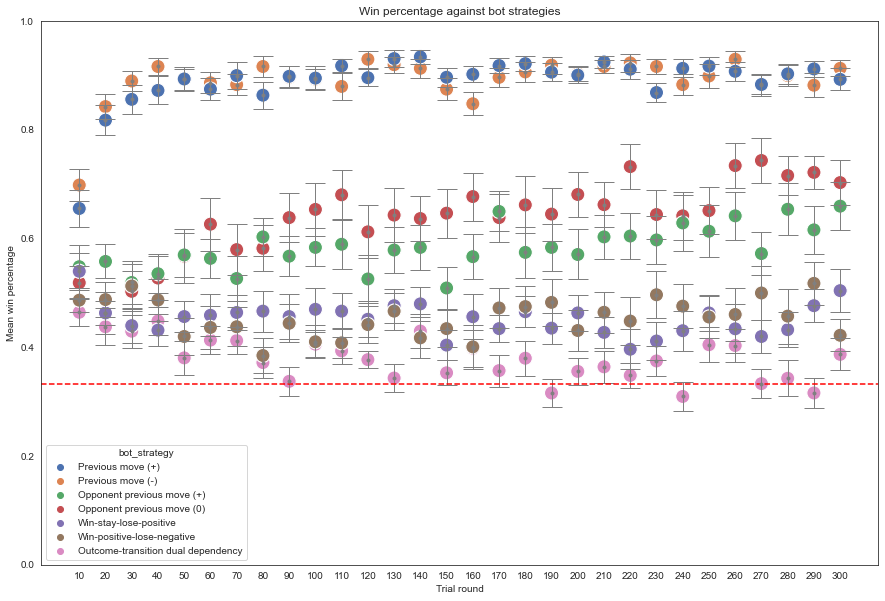 Win percentage against bot strategies
Mean win percentage
1.0
0.8
0.6
0.4
0.2
0.0
bot_strategy
Previous move (+)
Previous move (-)
Opponent previous move (+)
Opponent previous move (0)
Win-stay-lose-positive
Win-positive-lose-negative
Outcome-transition dual dependency
10 20 30 40 50 60 70 80 90 100 110 120 130 140 150 160 170 180 190 200 210 220 230 240 250 260 270 280 290 300
Trial round